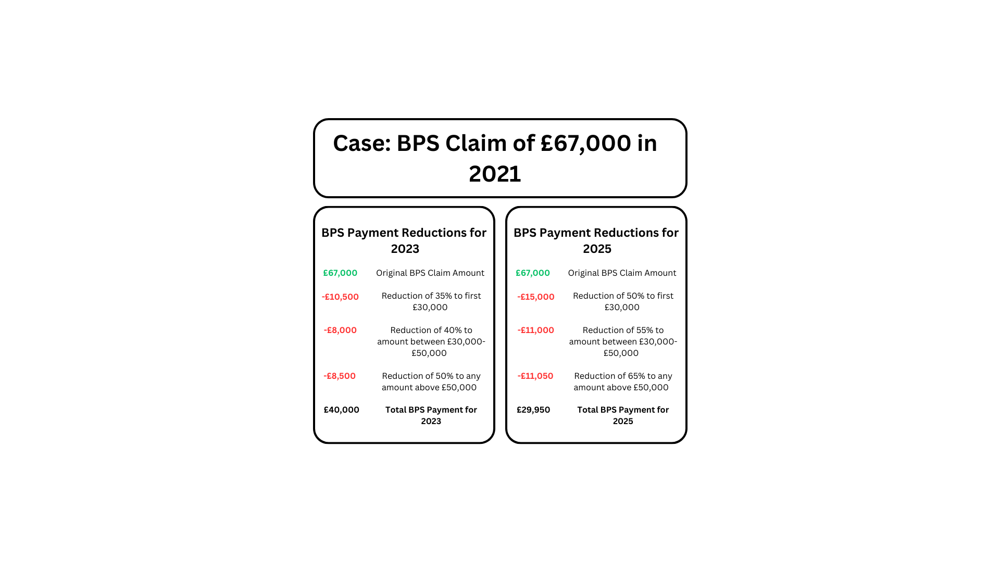 Case: BPS Claim of £67,000 in
2021
BPS Payment Reductions for
2023
£67,000 Original BPS Claim Amount
-£10,500 Reduction of 35% to first
£30,000
-£8,000 Reduction of 40% to
amount between £30,000-
£50,000
-£8,500 Reduction of 50% to any
amount above £50,000
£40,000 Total BPS Payment for
2023
BPS Payment Reductions for
2025
£67,000 Original BPS Claim Amount
-£15,000 Reduction of 50% to first
£30,000
-£11,000 Reduction of 55% to
amount between £30,000-
£50,000
-£11,050 Reduction of 65% to any
amount above £50,000
£29,950 Total BPS Payment for
2025